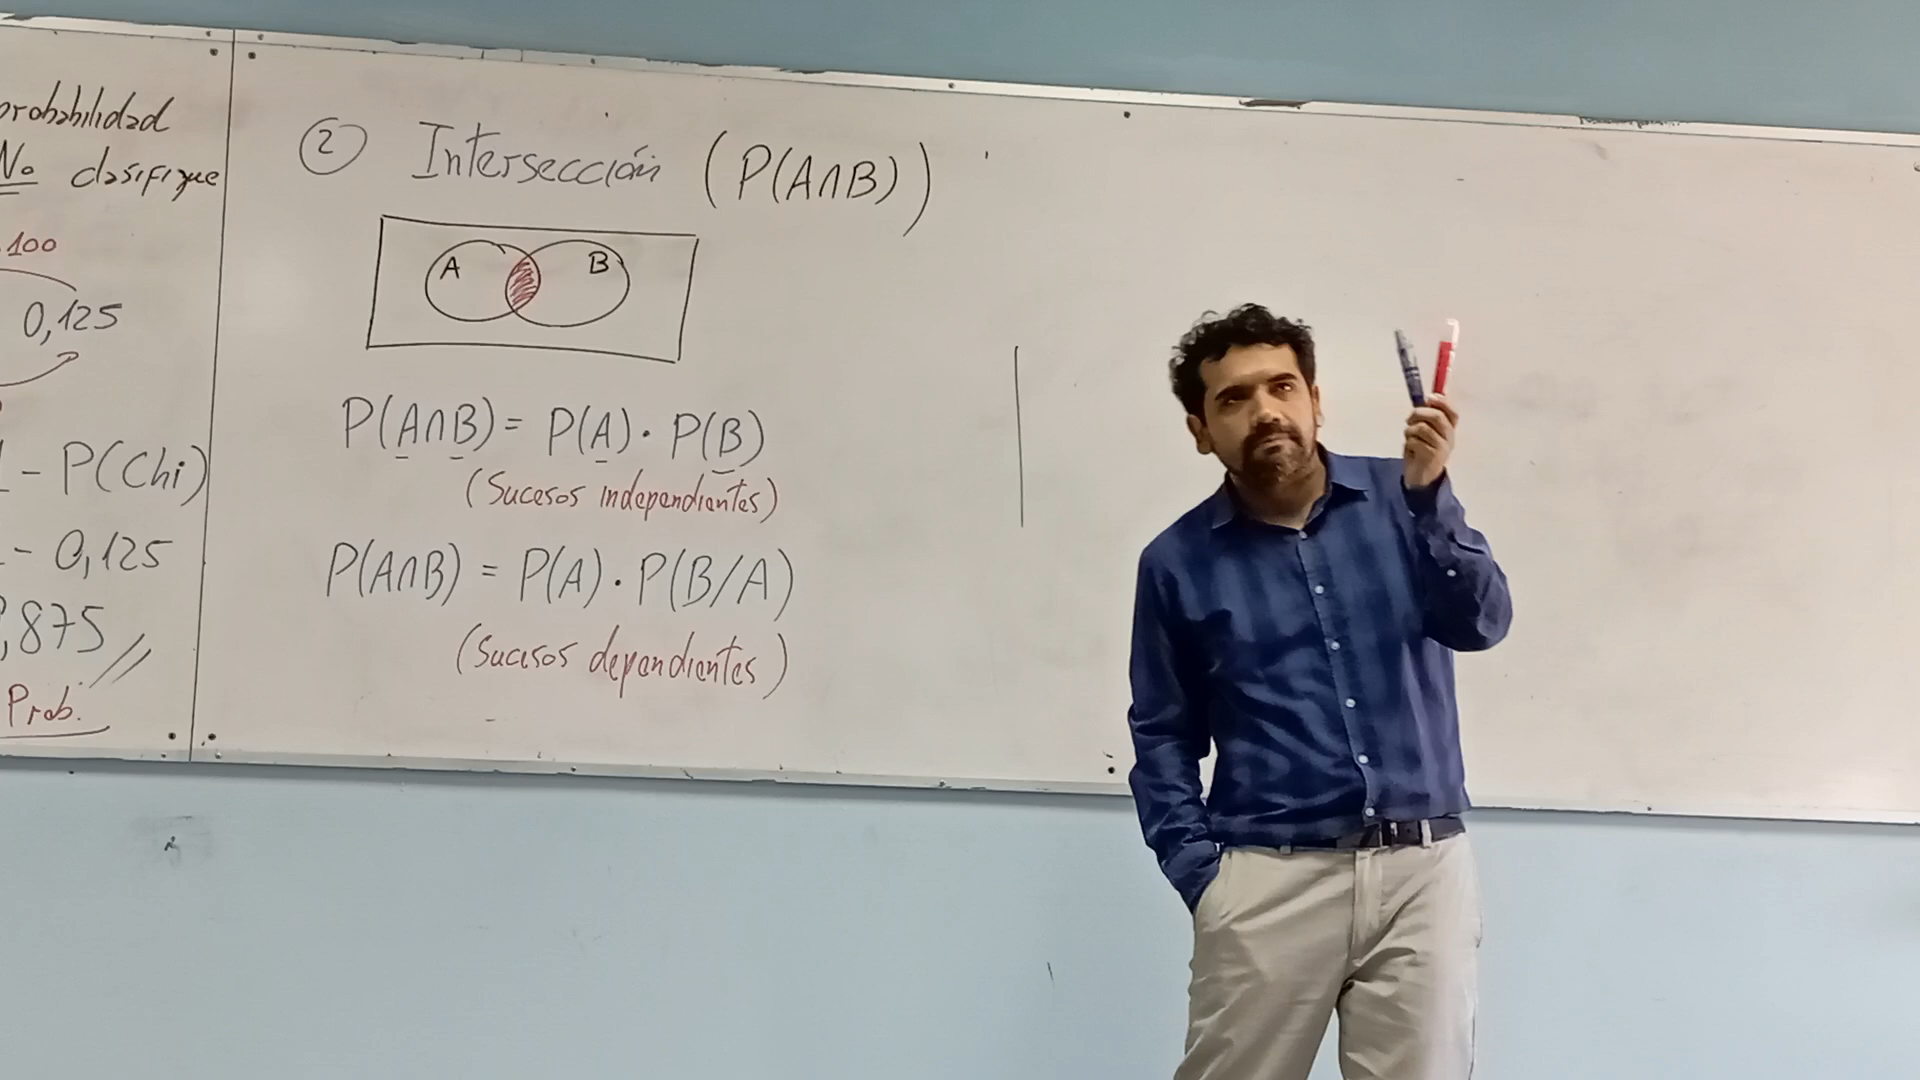 probabilidad
No clasifique
100
0,125
- P(Chi)
- 0,125
,875
Prob.
② Intersección (P(A∩B))
A B
P(A∩B) = P(A) · P(B)
(Sucesos independientes)
P(A∩B) = P(A) · P(B/A)
(Sucesos dependientes)